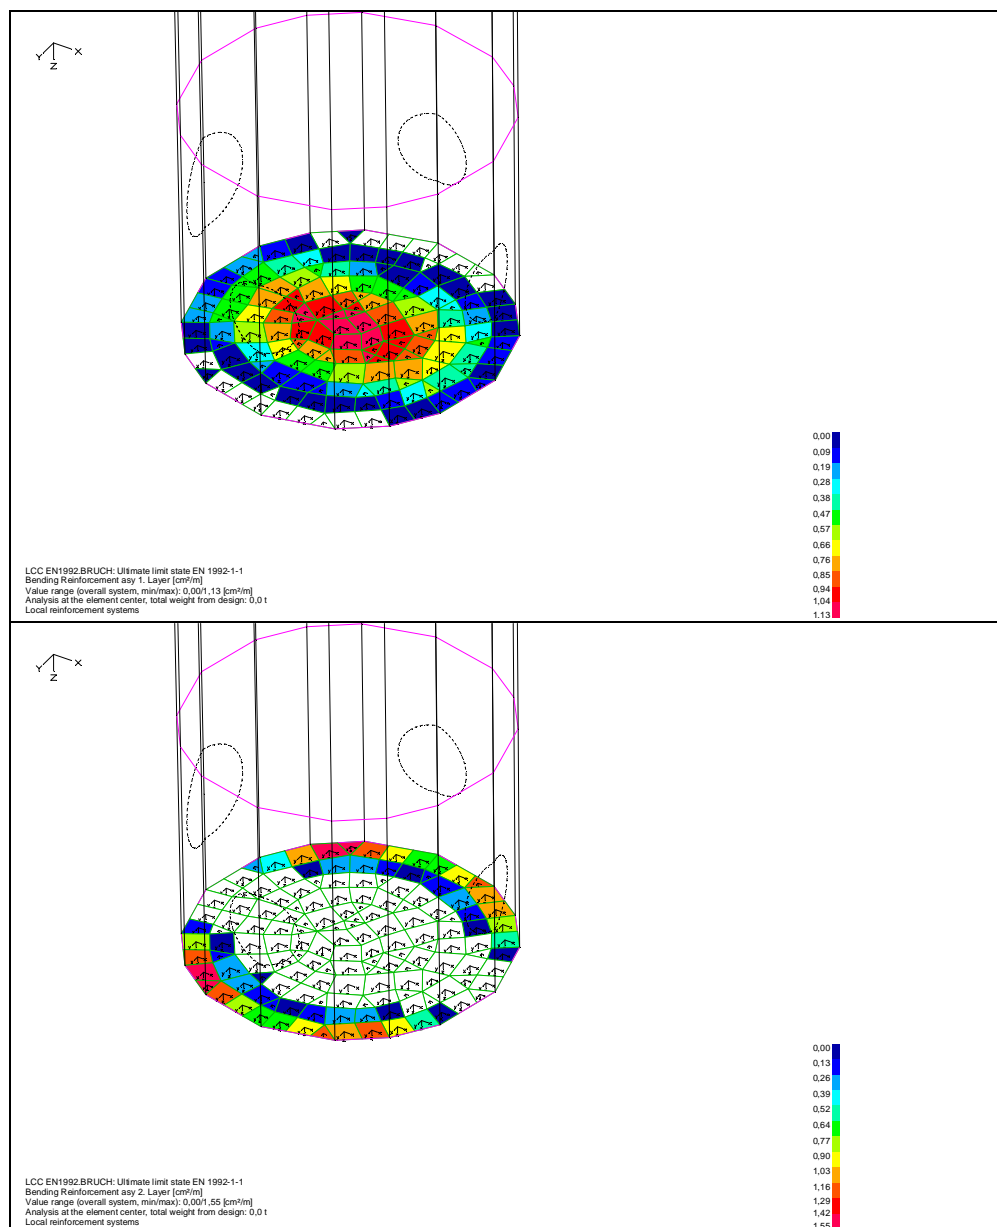 Y X
Z
0,00
0,09
0,19
0,28
0,38
0,47
0,57
0,66
0,76
0,85
0,94
1,04
1,13
LCC EN1992.BRUCH: Ultimate limit state EN 1992-1-1
Bending Reinforcement asy 1. Layer [cm²/m]
Value range (overall system, min/max): 0,00/1,13 [cm²/m]
Analysis at the element center, total weight from design: 0,0 t
Local reinforcement systems
Y X
Z
0,00
0,13
0,26
0,39
0,52
0,64
0,77
0,90
1,03
1,16
1,29
1,42
1,55
LCC EN1992.BRUCH: Ultimate limit state EN 1992-1-1
Bending Reinforcement asy 2. Layer [cm²/m]
Value range (overall system, min/max): 0,00/1,55 [cm²/m]
Analysis at the element center, total weight from design: 0,0 t
Local reinforcement systems